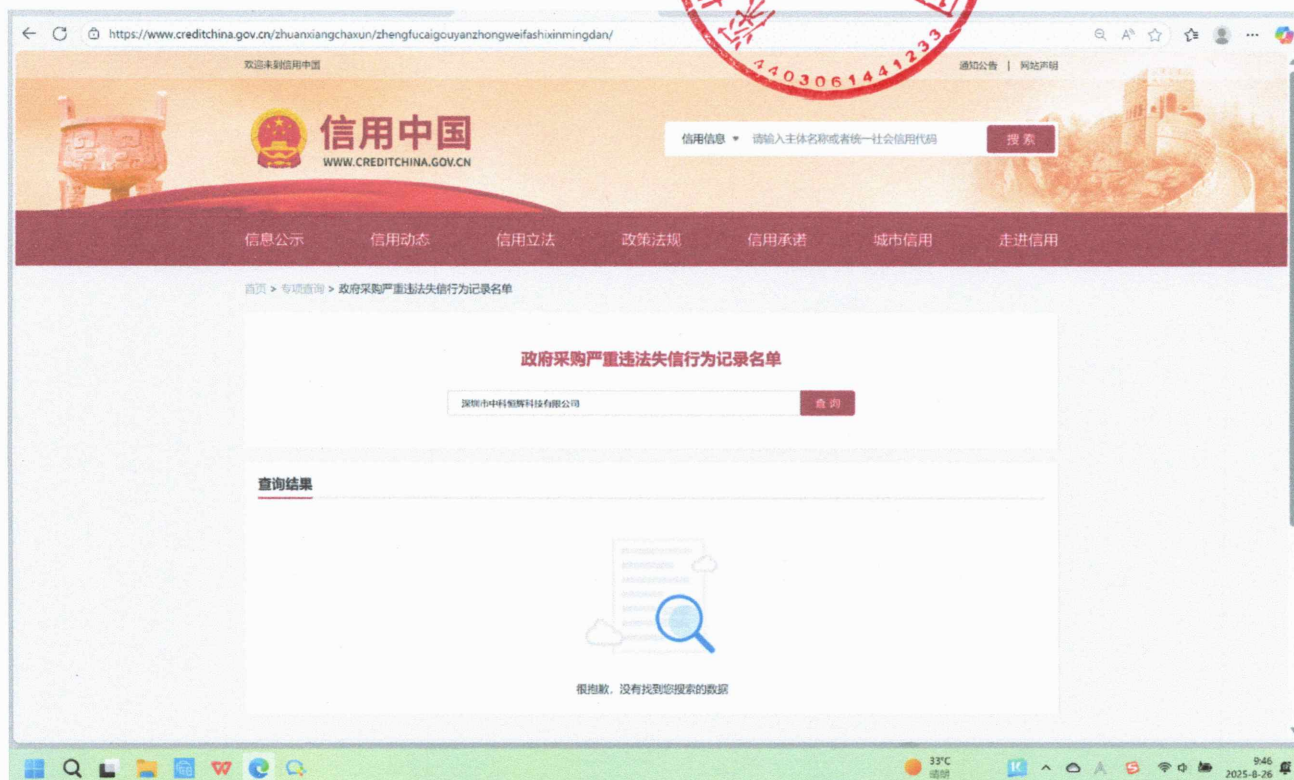 https://www.creditchina.gov.cn/zhuanxiangchaxun/zhengfucaigouyanzhongweifashixinmingdan/
4403061441233
欢迎来到信用中国
通知公告 | 网站声明
信用中国
WWW.CREDITCHINA.GOV.CN
信用信息 请输入主体名称或者统一社会信用代码 搜索
信息公示 信用动态 信用立法 政策法规 信用承诺 城市信用 走进信用
首页 > 专项查询 > 政府采购严重违法失信行为记录名单
政府采购严重违法失信行为记录名单
深圳市中科恒辉科技有限公司 查询
查询结果
很抱歉，没有找到您搜索的数据
33°C
晴朗
9:46
2025-8-26